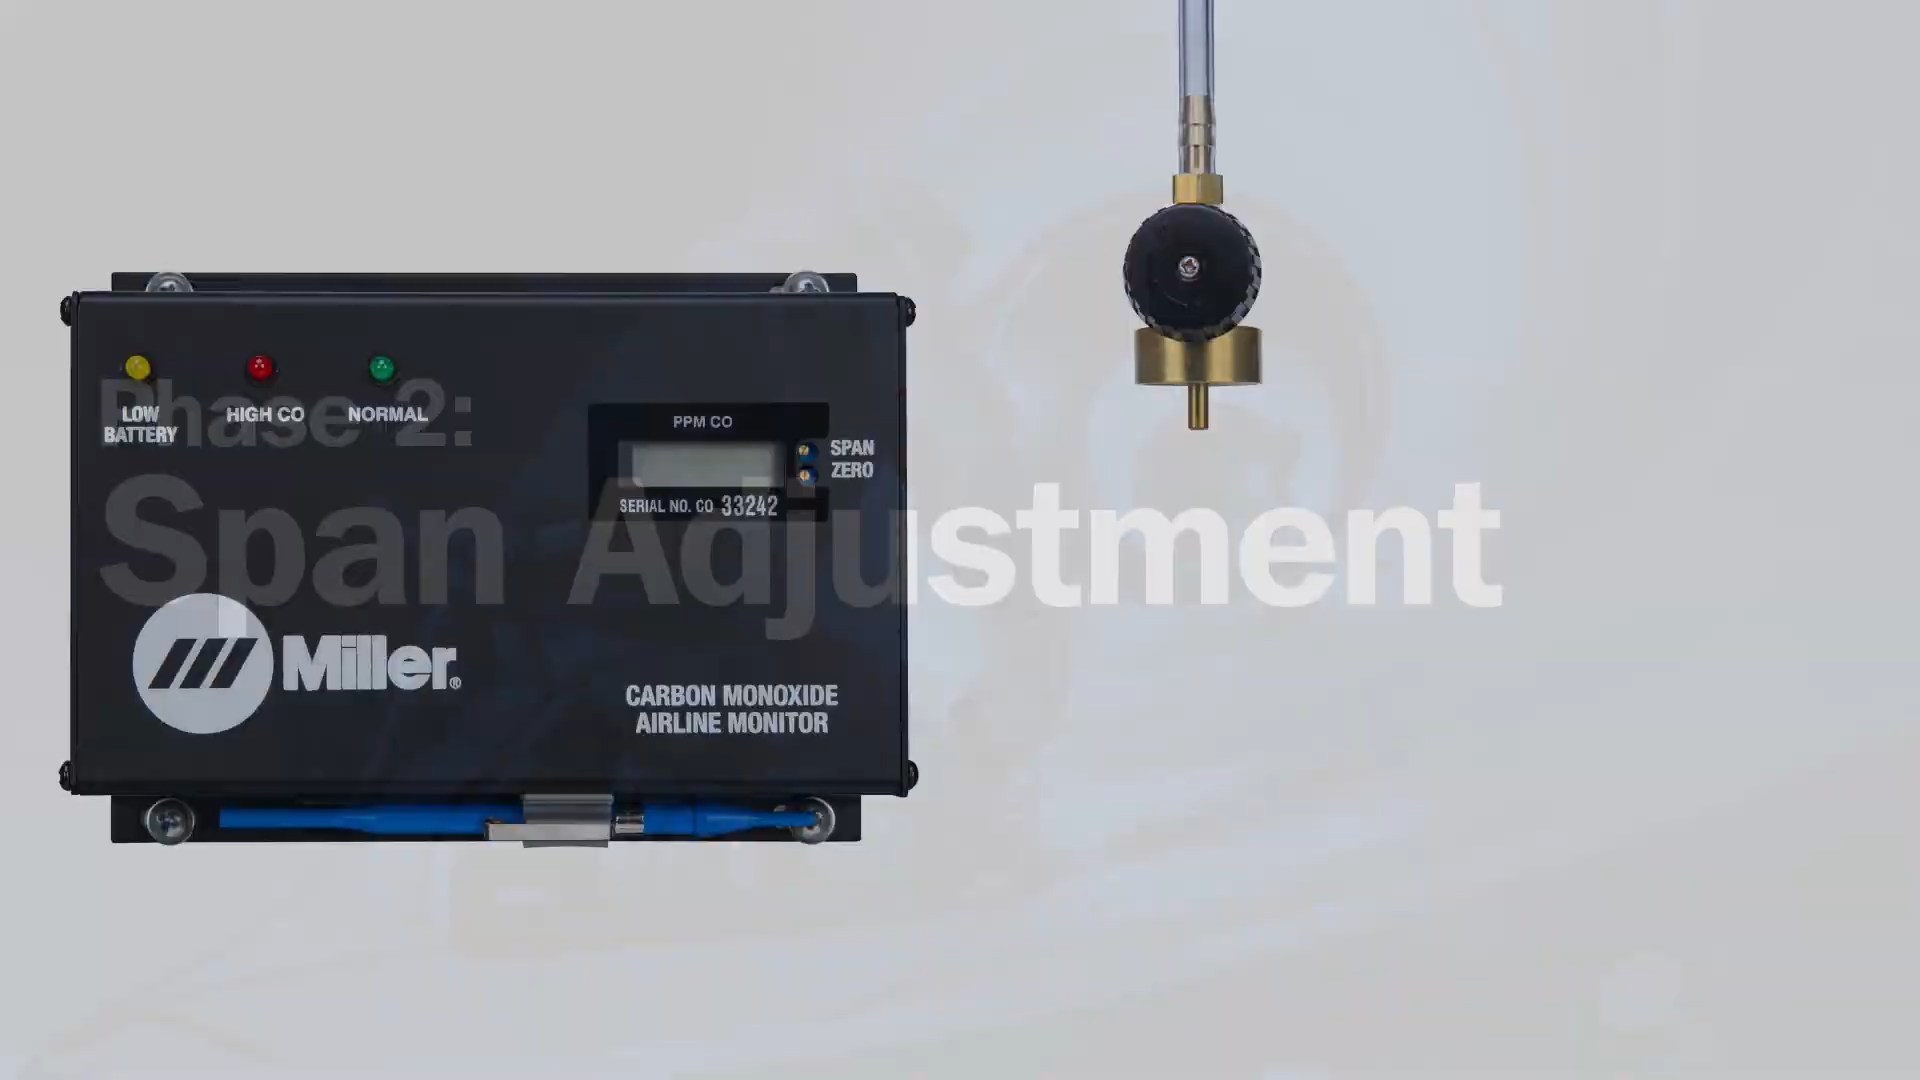 Phase 2:
Span Adjustment
LOW
BATTERY
HIGH CO
NORMAL
PPM CO
SPAN
ZERO
SERIAL NO. CO 33242
Miller®
CARBON MONOXIDE
AIRLINE MONITOR